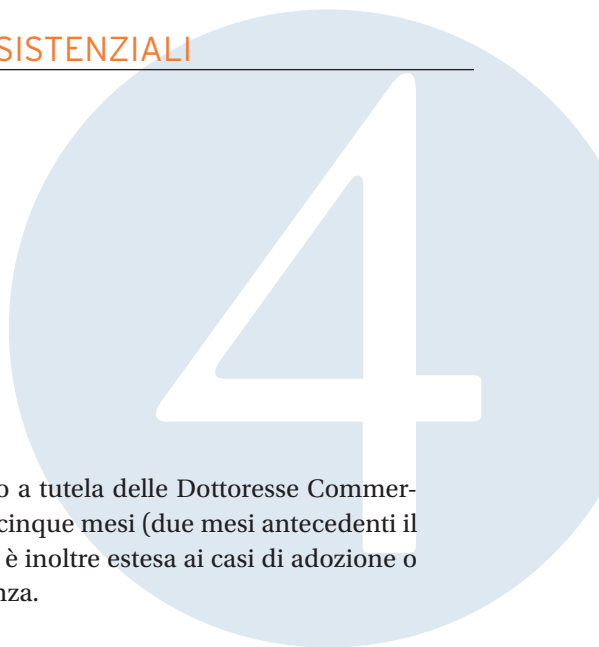 SISTENZIALI
4
o a tutela delle Dottoresse Commer-
cinque mesi (due mesi antecedenti il
è inoltre estesa ai casi di adozione o
nza.